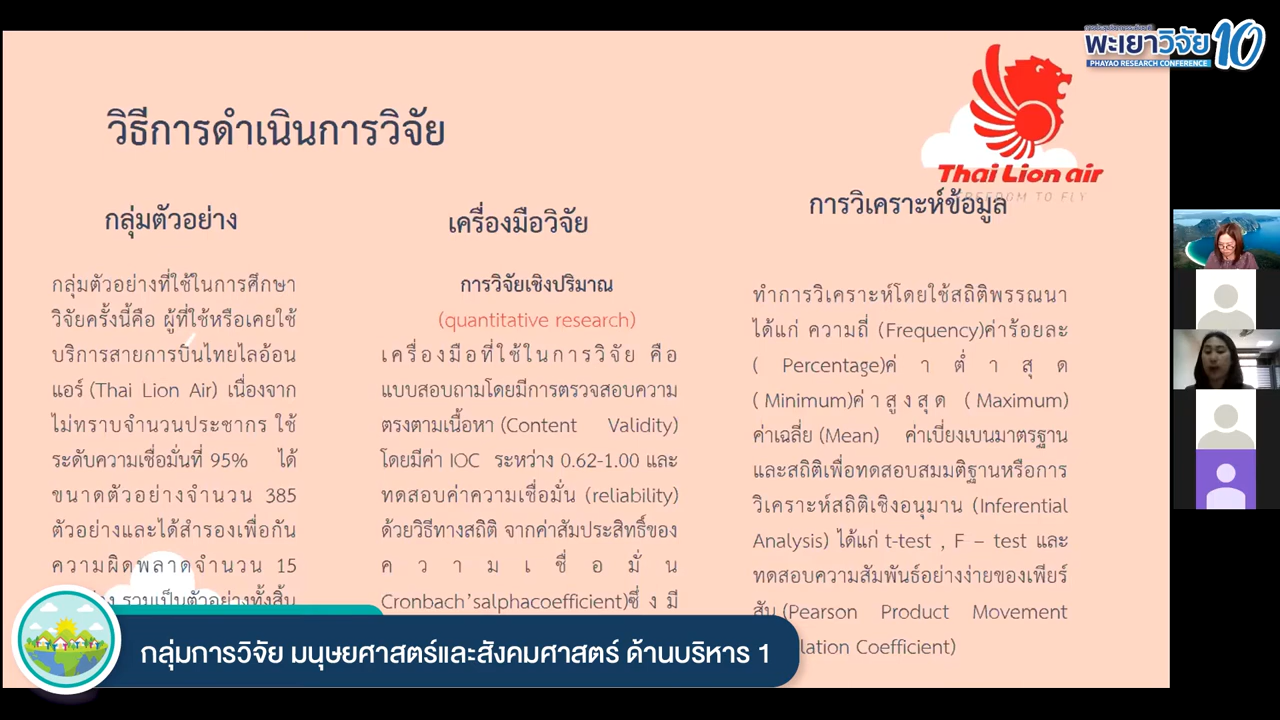 พะเยาวิจัย 10
PHAYAO RESEARCH CONFERENCE
Thai Lion air
FREEDOM TO FLY
วิธีการดำเนินการวิจัย
กลุ่มตัวอย่าง
กลุ่มตัวอย่างที่ใช้ในการศึกษา
วิจัยครั้งนี้คือ ผู้ที่ใช้หรือเคยใช้
บริการสายการบินไทยไลอ้อน
แอร์ (Thai Lion Air) เนื่องจาก
ไม่ทราบจำนวนประชากร ใช้
ระดับความเชื่อมั่นที่ 95% ได้
ขนาดตัวอย่างจำนวน 385
ตัวอย่างและได้สำรองเพื่อกัน
ความผิดพลาดจำนวน 15
รวมเป็นตัวอย่างทั้งสิ้น
เครื่องมือวิจัย
การวิจัยเชิงปริมาณ
(quantitative research)
เครื่องมือที่ใช้ในการวิจัย คือ
แบบสอบถามโดยมีการตรวจสอบความ
ตรงตามเนื้อหา (Content Validity)
โดยมีค่า IOC ระหว่าง 0.62-1.00 และ
ทดสอบค่าความเชื่อมั่น (reliability)
ด้วยวิธีทางสถิติ จากค่าสัมประสิทธิ์ของ
ค ว า ม เ ชื่ อ มั่ น
Cronbach'salphacoefficient)ซึ่ ง มี
การวิเคราะห์ข้อมูล
ทำการวิเคราะห์โดยใช้สถิติพรรณนา
ได้แก่ ความถี่ (Frequency)ค่าร้อยละ
( Percentage)ค่ า ต่ำ า สุ ด
( Minimum)ค่ า สู ง สุ ด ( Maximum)
ค่าเฉลี่ย (Mean) ค่าเบี่ยงเบนมาตรฐาน
และสถิติเพื่อทดสอบสมมติฐานหรือการ
วิเคราะห์สถิติเชิงอนุมาน (Inferential
Analysis) ได้แก่ t-test , F – test และ
ทดสอบความสัมพันธ์อย่างง่ายของเพียร์
สัน (Pearson Product Movement
lation Coefficient)
กลุ่มการวิจัย มนุษยศาสตร์และสังคมศาสตร์ ด้านบริหาร 1